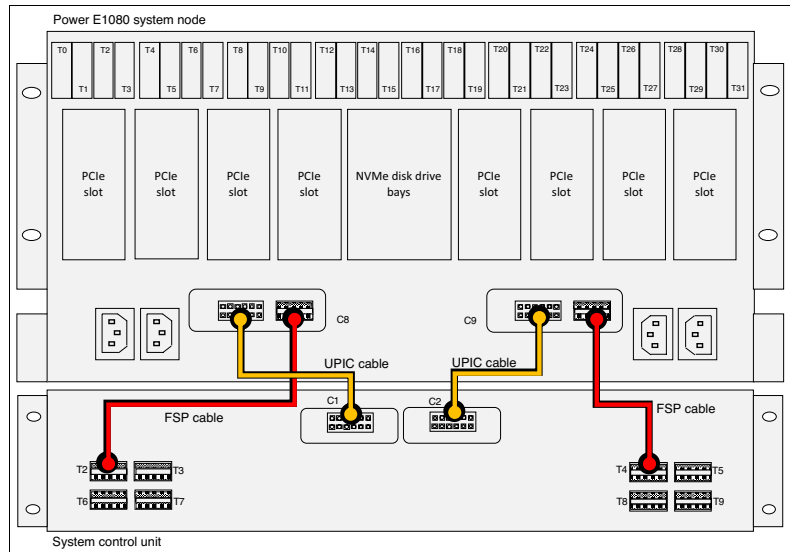 Power E1080 system node
T0 T2 T4 T6 T8 T10 T12 T14 T16 T18 T20 T22 T24 T26 T28 T30
T1 T3 T5 T7 T9 T11 T13 T15 T17 T19 T21 T23 T25 T27 T29 T31
PCIe slot
PCIe slot
PCIe slot
PCIe slot
NVMe disk drive bays
PCIe slot
PCIe slot
PCIe slot
PCIe slot
C8
C9
UPIC cable
UPIC cable
C1
C2
FSP cable
FSP cable
T2
T3
T4
T5
T6
T7
T8
T9
System control unit